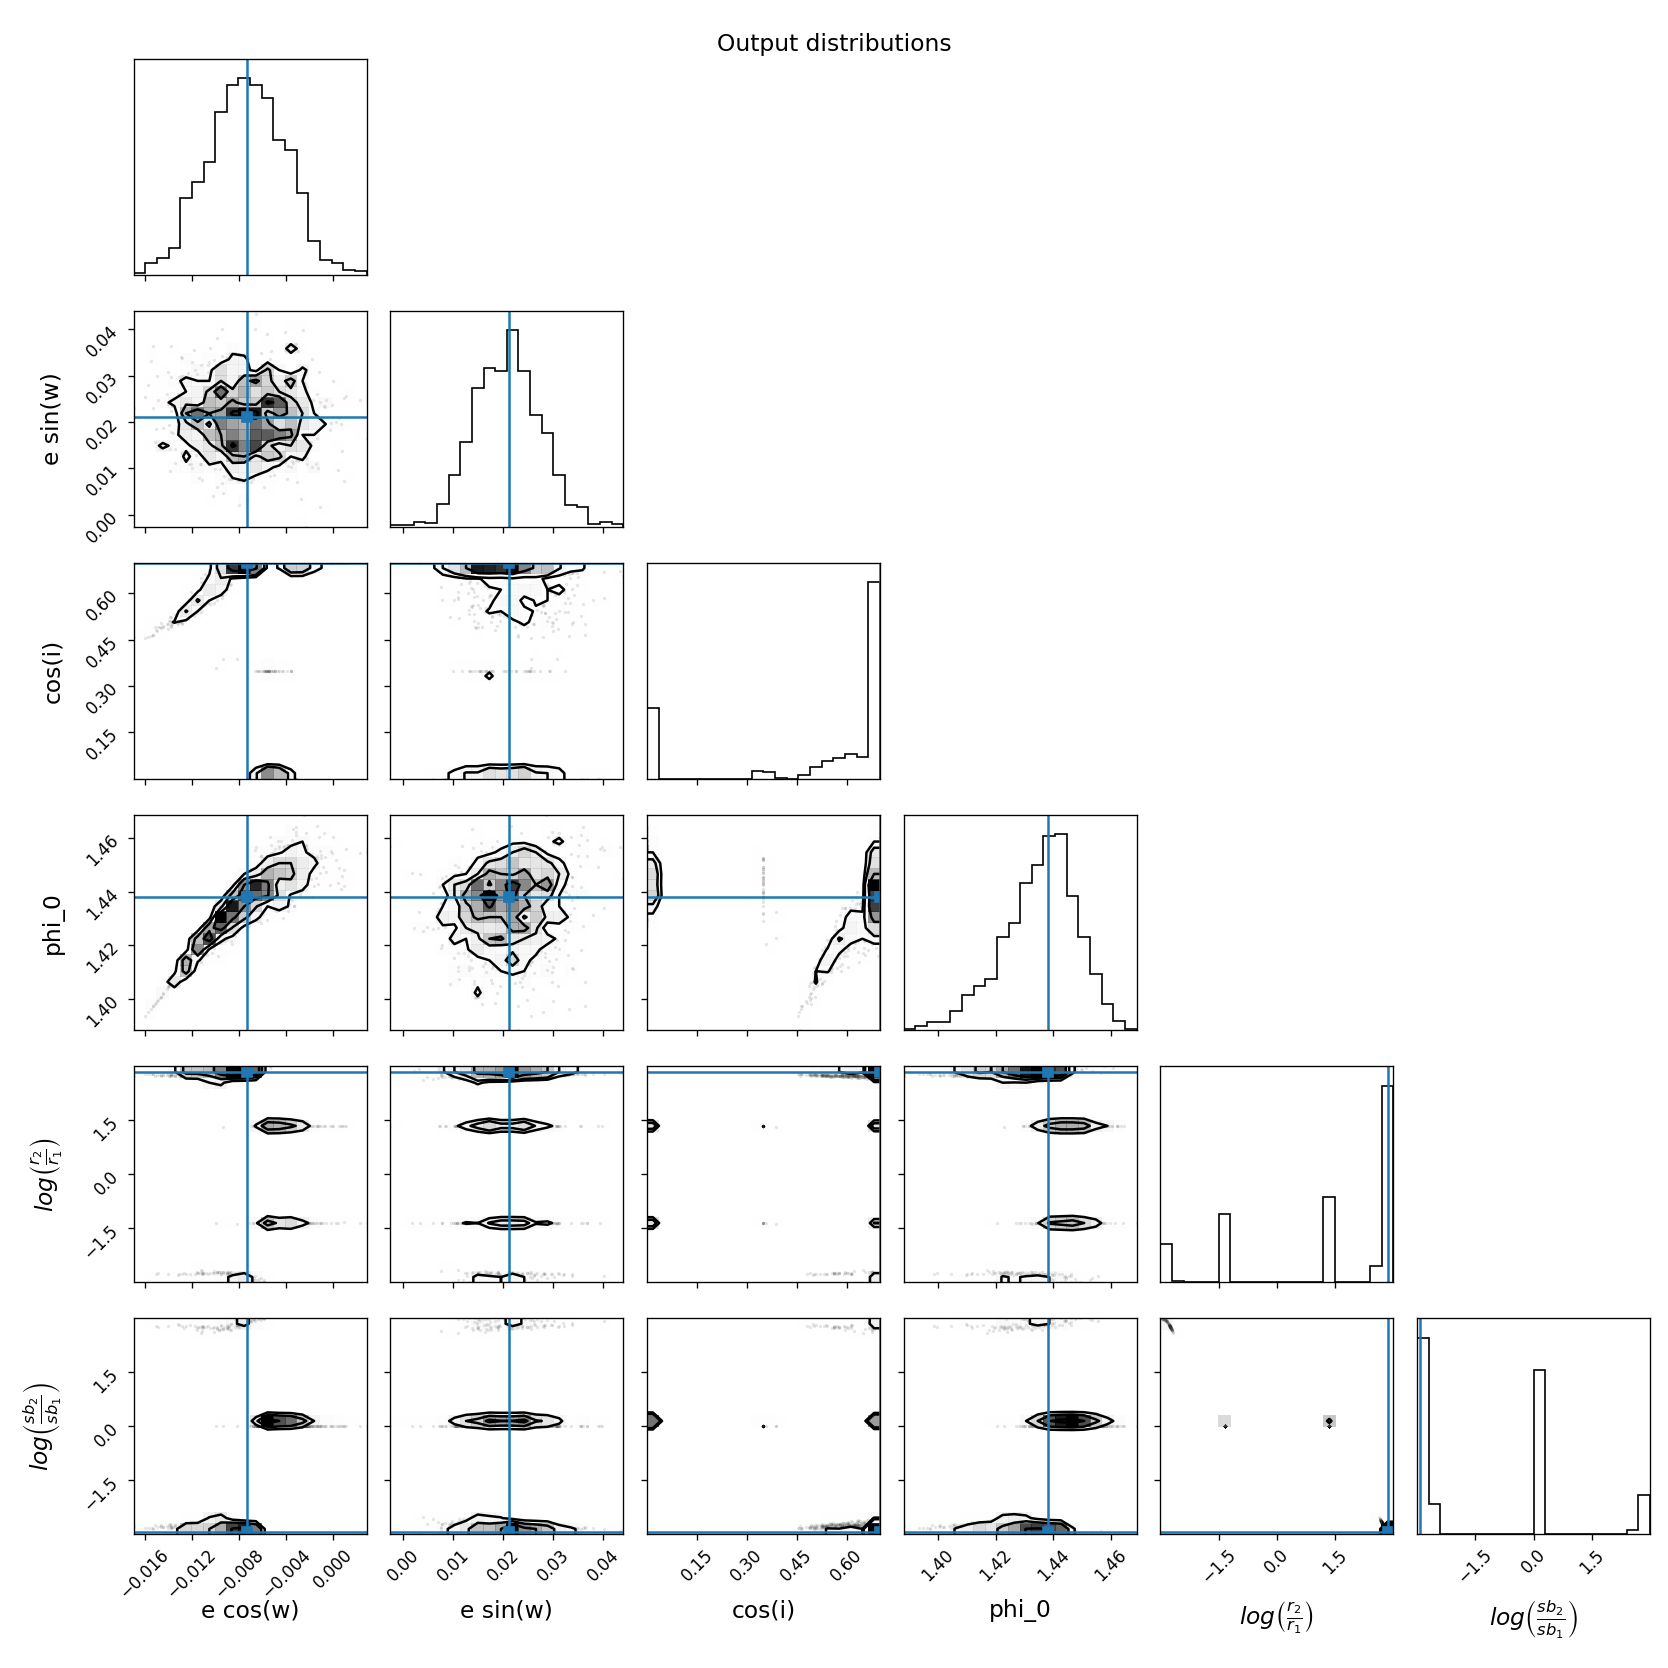 Output distributions
e sin(w)
0.04
0.03
0.02
0.01
0.00
cos(i)
0.60
0.45
0.30
0.15
phi_0
1.46
1.44
1.42
1.40
log(r2/r1)
1.5
0.0
−1.5
log(sb2/sb1)
1.5
0.0
−1.5
−0.016 −0.012 −0.008 −0.004 0.000
0.00 0.01 0.02 0.03 0.04
0.15 0.30 0.45 0.60
1.40 1.42 1.44 1.46
−1.5 0.0 1.5
−1.5 0.0 1.5
e cos(w)
e sin(w)
cos(i)
phi_0
log(r2/r1)
log(sb2/sb1)